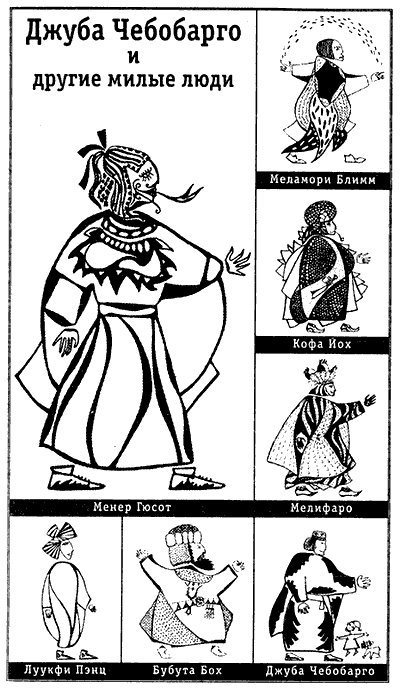 Джуба Чебобарго
и
другие милые люди
Меламори Блимм
Кофа Йох
Менер Гюсот
Мелифаро
Луукфи Пэнц
Бубута Бох
Джуба Чебобарго